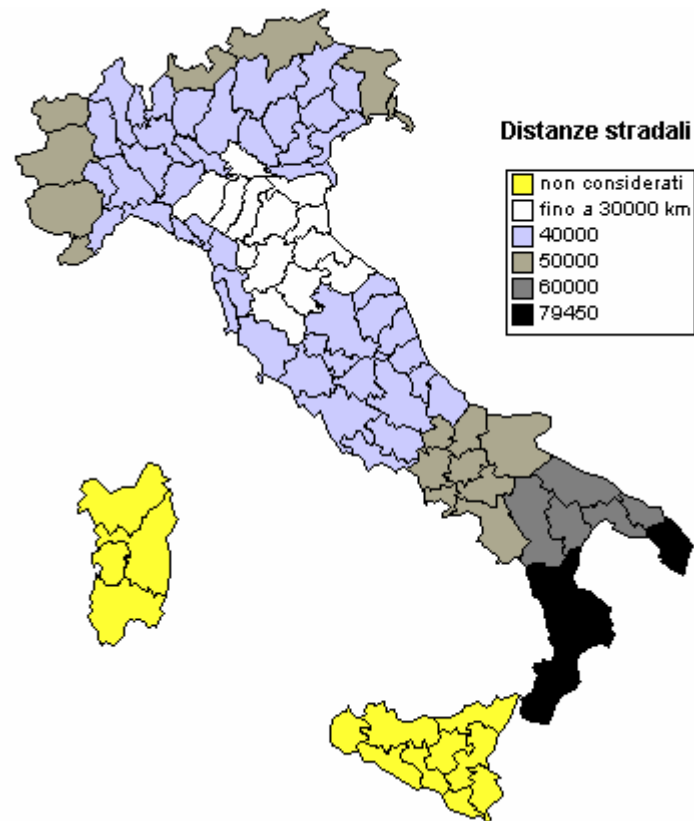 Distanze stradali
non considerati
fino a 30000 km
40000
50000
60000
79450